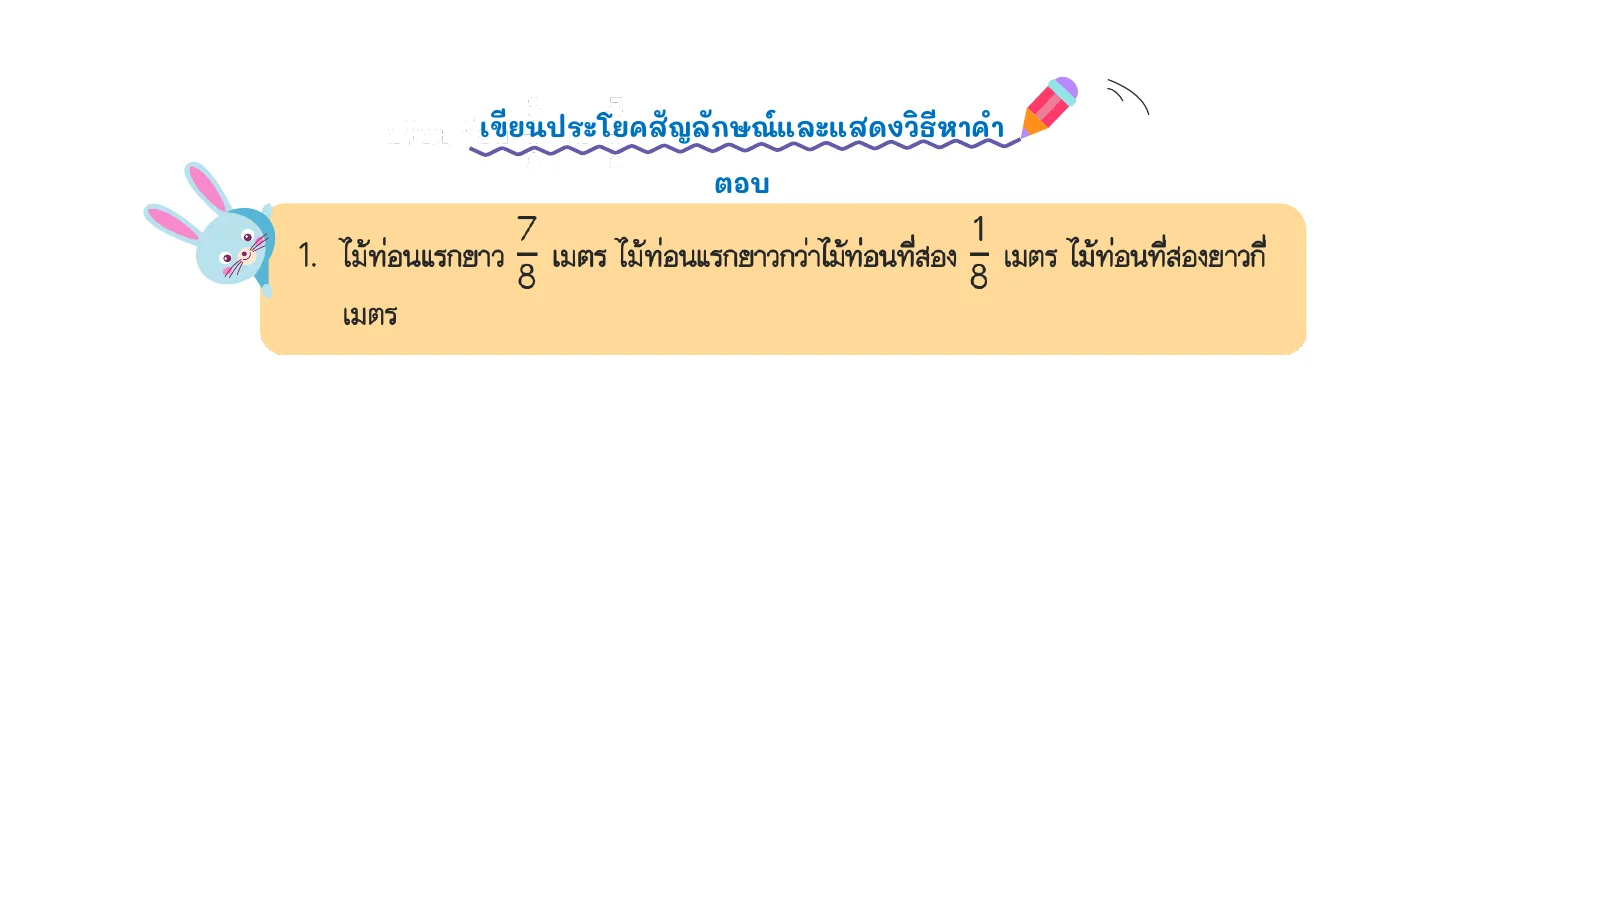 เขียนประโยคสัญลักษณ์และแสดงวิธีหาคำ
ตอบ
1. ไม้ท่อนแรกยาว 7/8 เมตร ไม้ท่อนแรกยาวกว่าไม้ท่อนที่สอง 1/8 เมตร ไม้ท่อนที่สองยาวกี่
เมตร